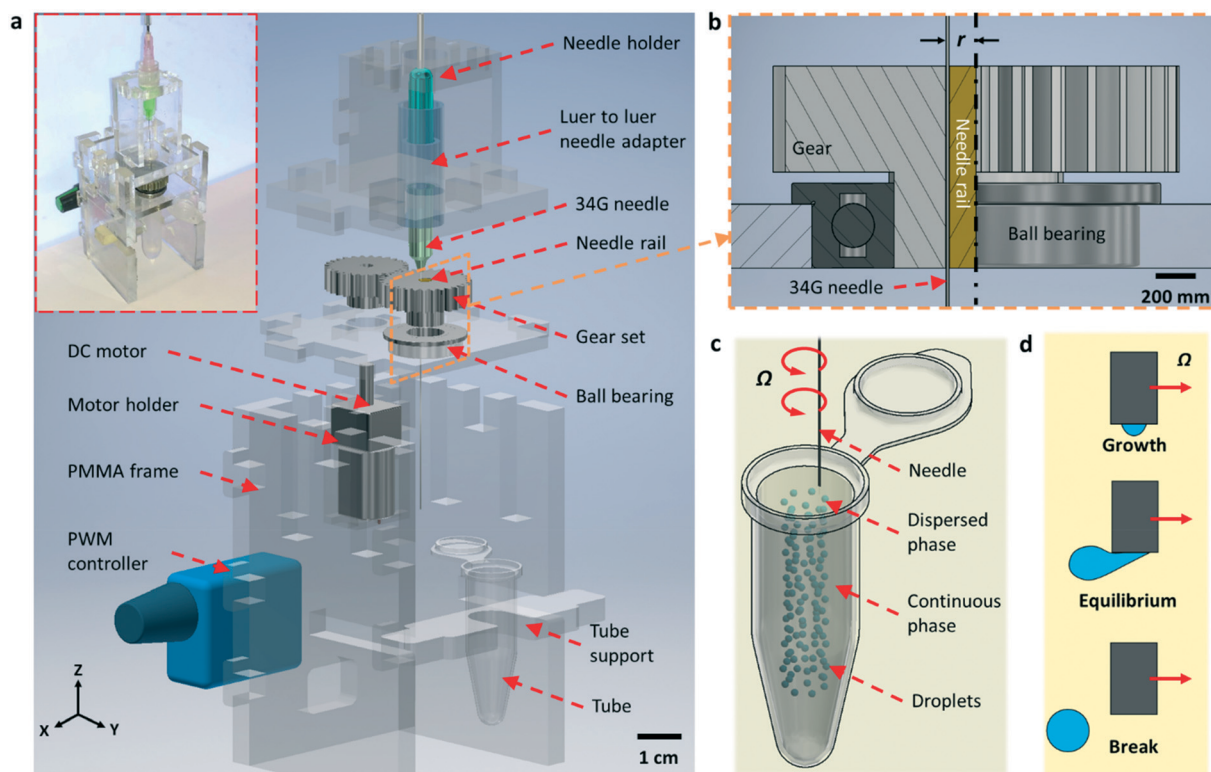 a
Needle holder
Luer to luer
needle adapter
34G needle
Needle rail
Gear set
Ball bearing
DC motor
Motor holder
PMMA frame
PWM
controller
Tube
support
Tube
Z
X
Y
1 cm
b
r
Gear
Needle rail
Ball bearing
34G needle
200 mm
c
Ω
Needle
Dispersed
phase
Continuous
phase
Droplets
d
Ω
Growth
Equilibrium
Break